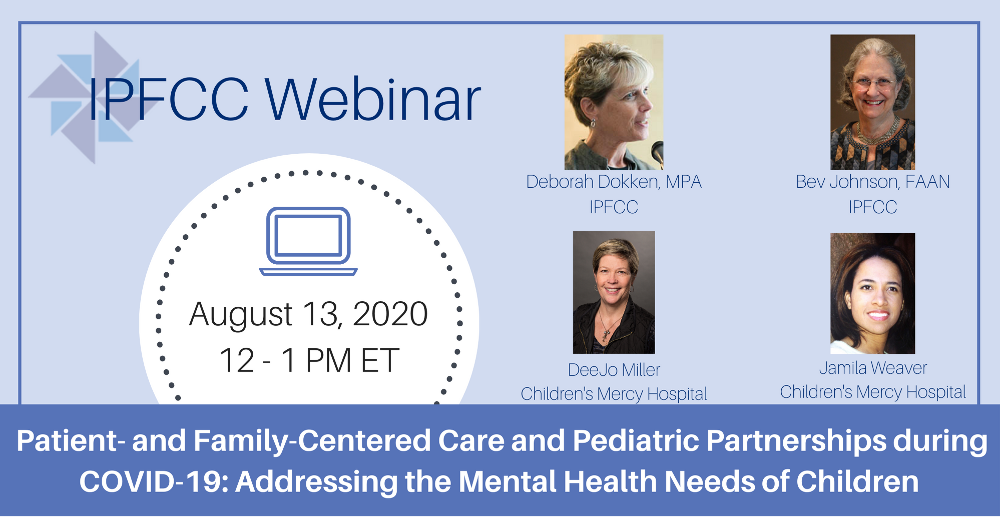 IPFCC Webinar
August 13, 2020
12 - 1 PM ET
Deborah Dokken, MPA
IPFCC
Bev Johnson, FAAN
IPFCC
DeeJo Miller
Children's Mercy Hospital
Jamila Weaver
Children's Mercy Hospital
Patient- and Family-Centered Care and Pediatric Partnerships during
COVID-19: Addressing the Mental Health Needs of Children